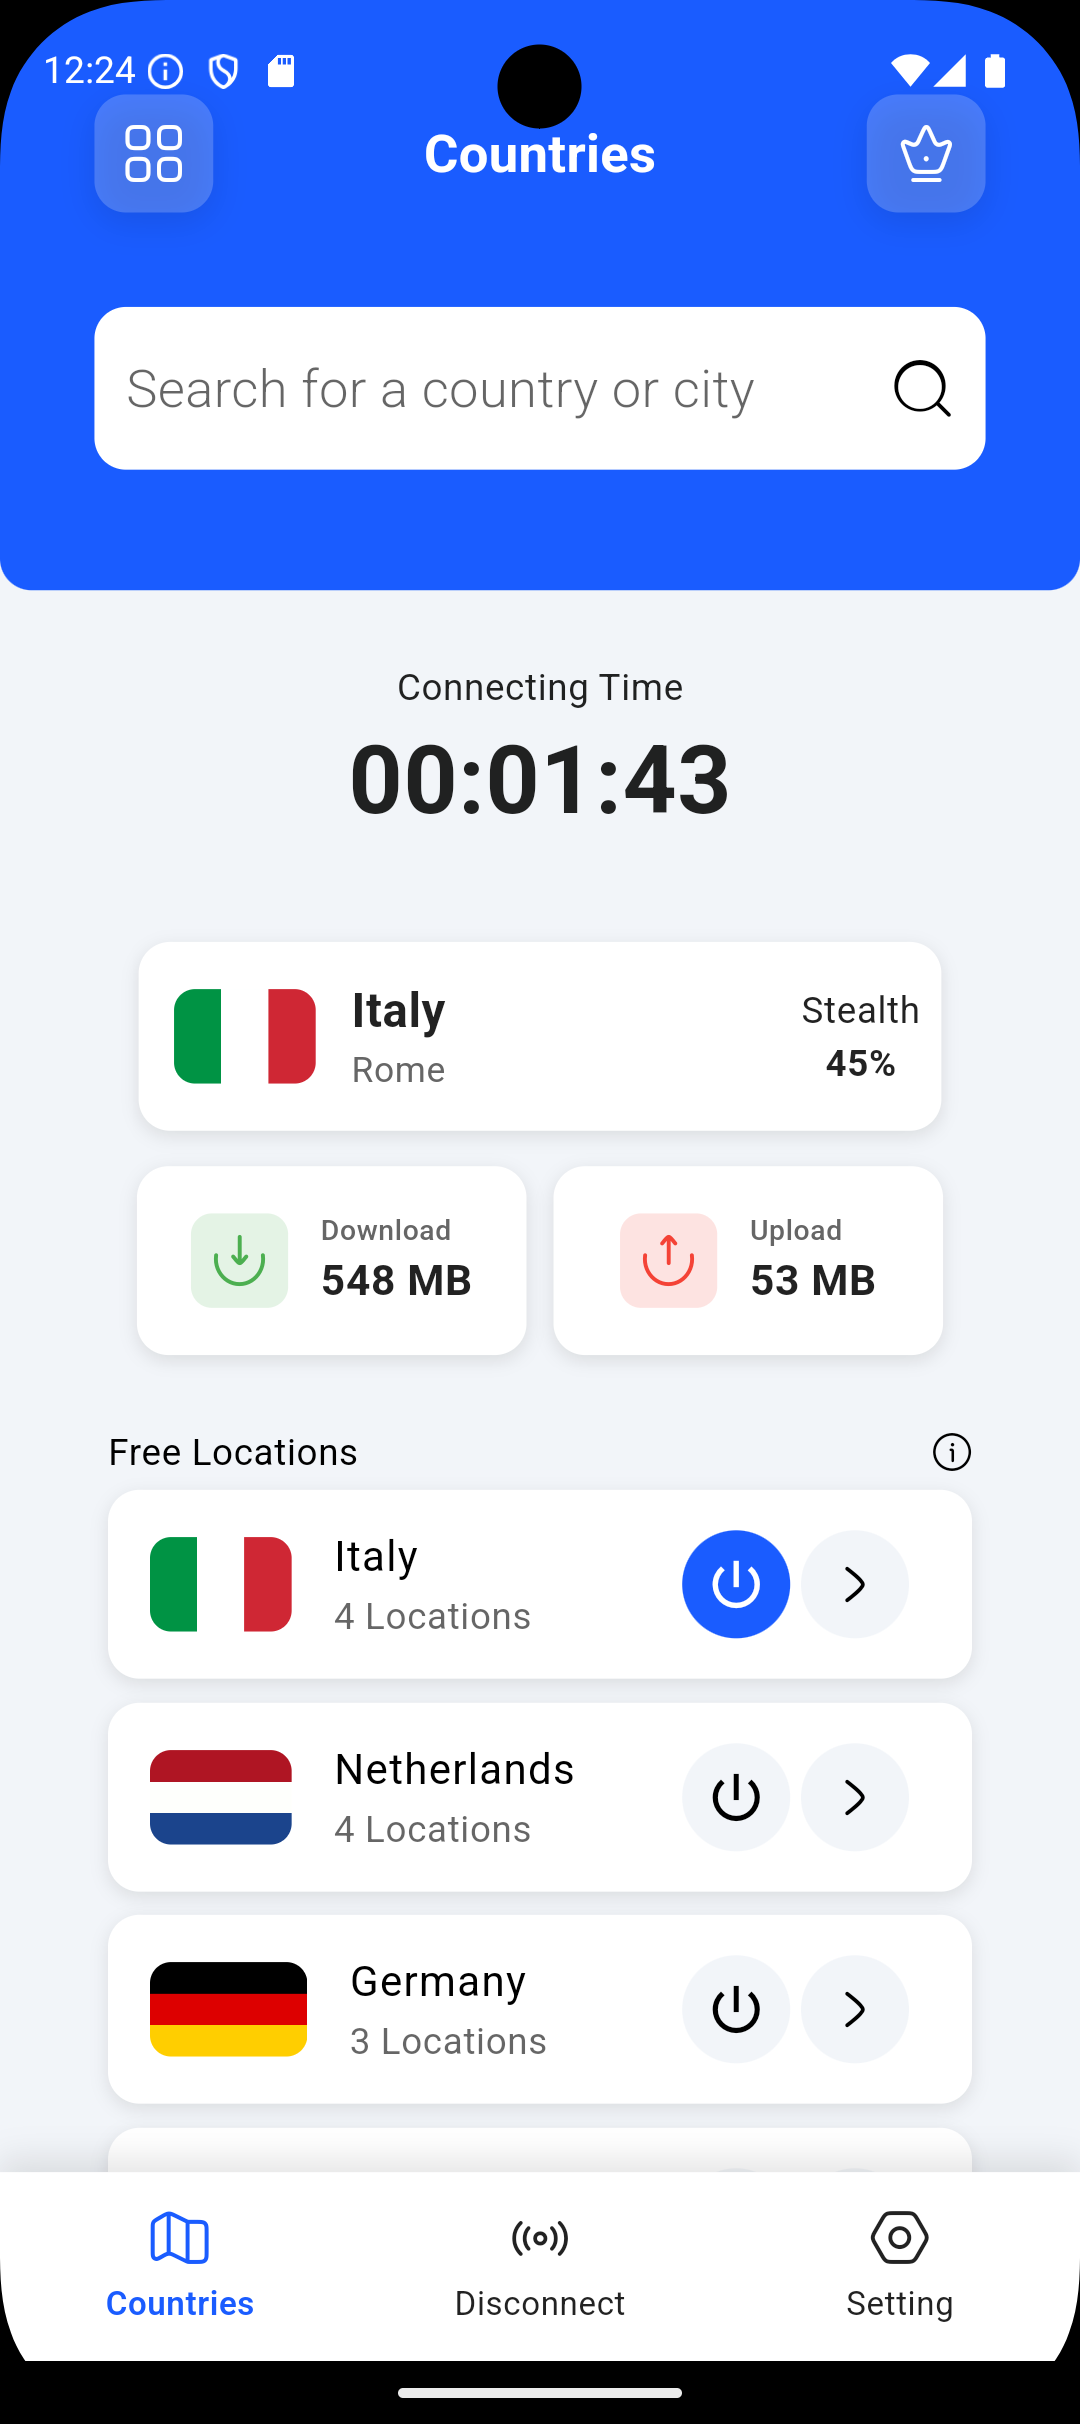 12:24
Countries
Search for a country or city
Connecting Time
00:01:43
Italy
Rome
Stealth
45%
Download
548 MB
Upload
53 MB
Free Locations
Italy
4 Locations
Netherlands
4 Locations
Germany
3 Locations
Countries
Disconnect
Setting